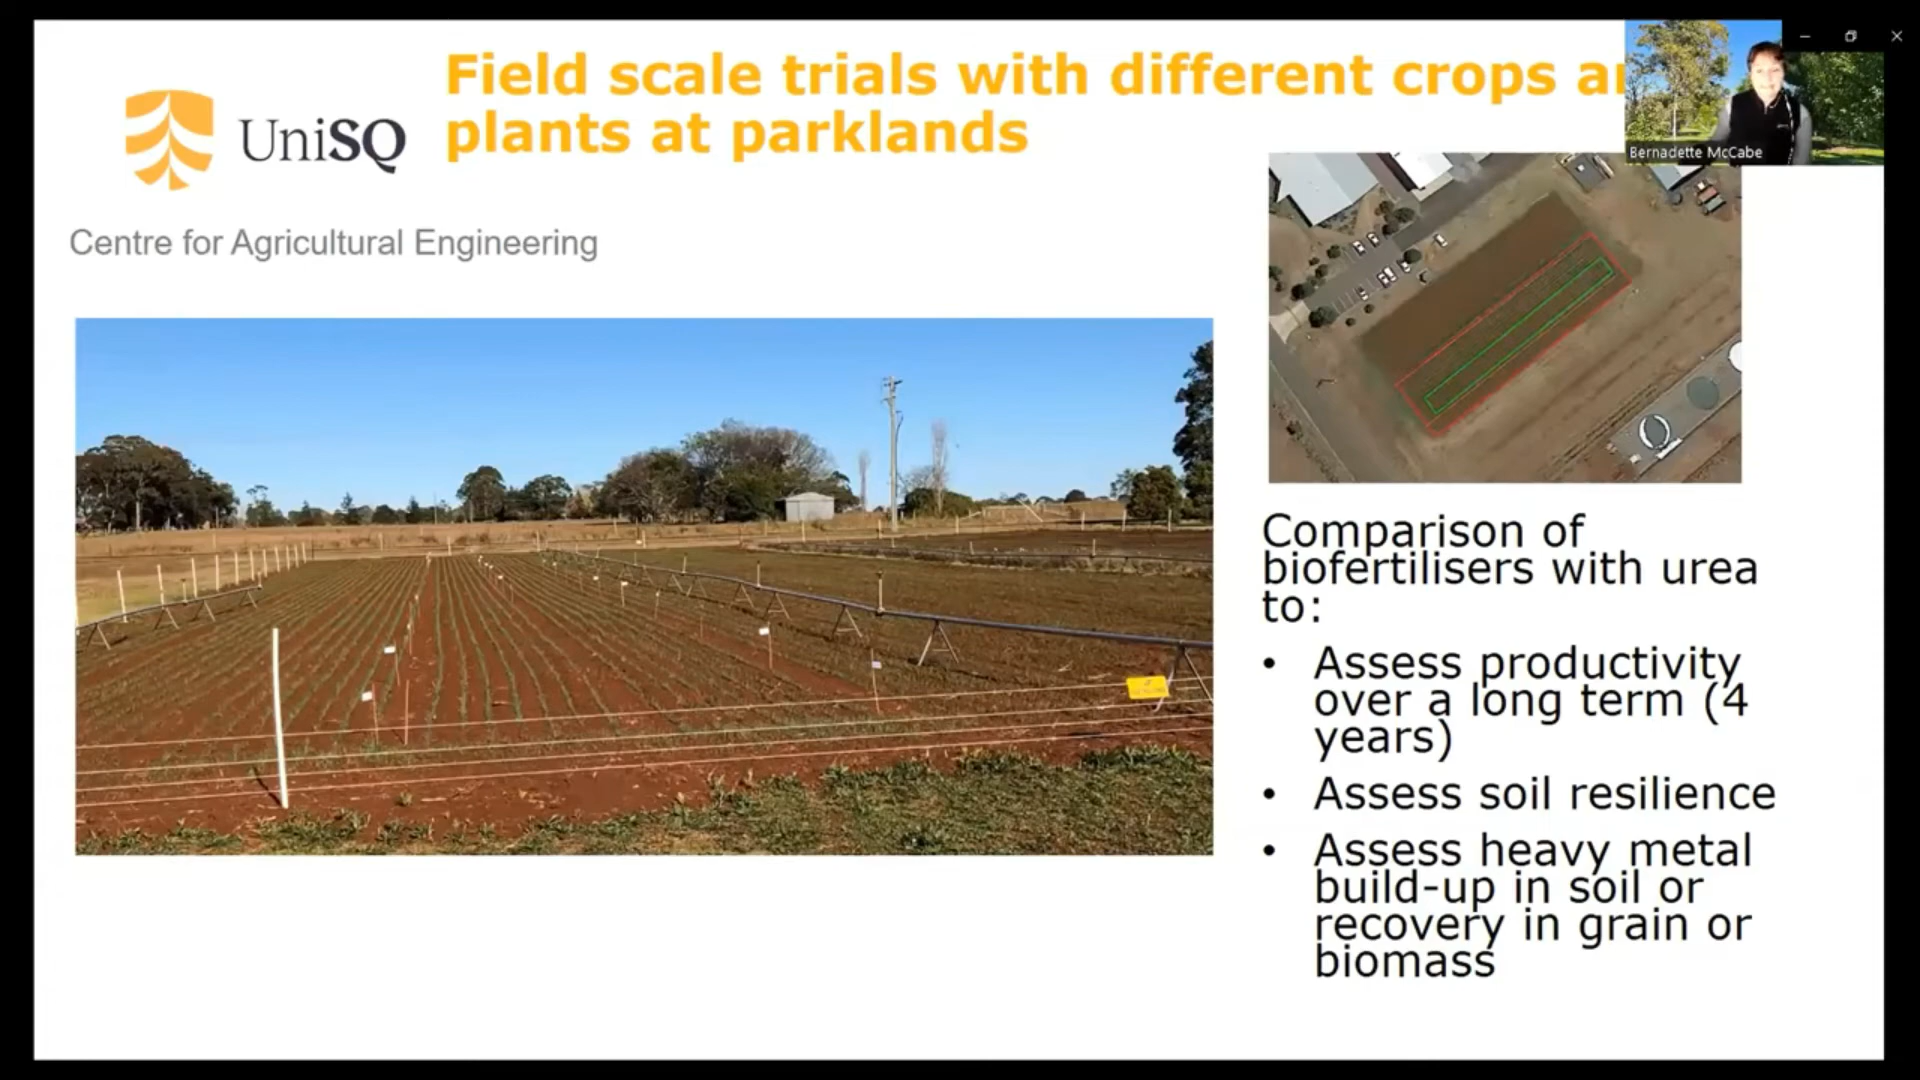 Field scale trials with different crops
plants at parklands
UniSQ
Bernadette McCabe
Centre for Agricultural Engineering
Comparison of
biofertilisers with urea
to:
• Assess productivity
over a long term (4
years)
• Assess soil resilience
• Assess heavy metal
build-up in soil or
recovery in grain or
biomass